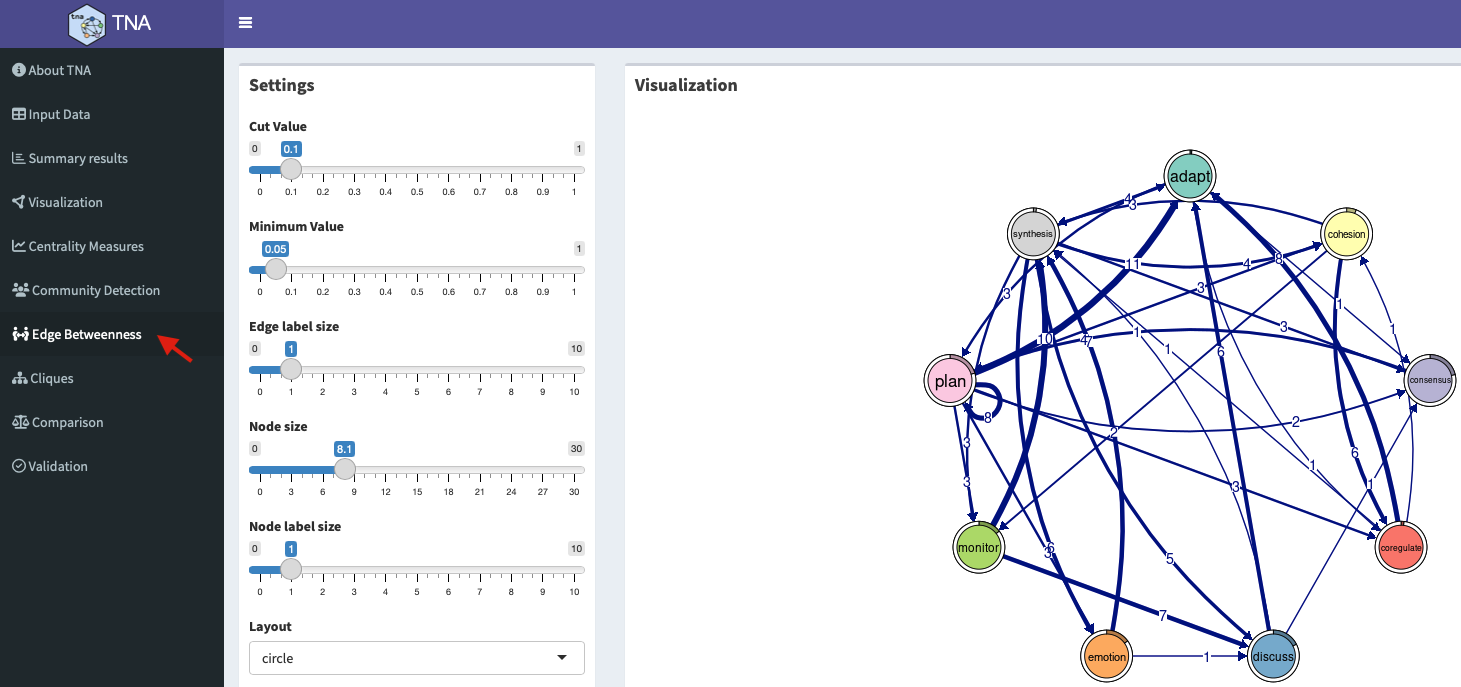 tna TNA
About TNA
Input Data
Summary results
Visualization
Centrality Measures
Community Detection
Edge Betweenness
Cliques
Comparison
Validation
Settings
Cut Value
0 0.1 1
0 0.1 0.2 0.3 0.4 0.5 0.6 0.7 0.8 0.9 1
Minimum Value
0.05 1
0 0.1 0.2 0.3 0.4 0.5 0.6 0.7 0.8 0.9 1
Edge label size
0 1 10
0 1 2 3 4 5 6 7 8 9 10
Node size
0 8.1 30
0 3 6 9 12 15 18 21 24 27 30
Node label size
0 1 10
0 1 2 3 4 5 6 7 8 9 10
Layout
circle
Visualization
adapt
4
3
synthesis
cohesion
11
4
8
3
3
1
10
4
7
1
3
1
1
6
plan
consensus
8
2
3
2
6
1
3
3
1
monitor
coregulate
6
3
5
7
emotion
1
discuss